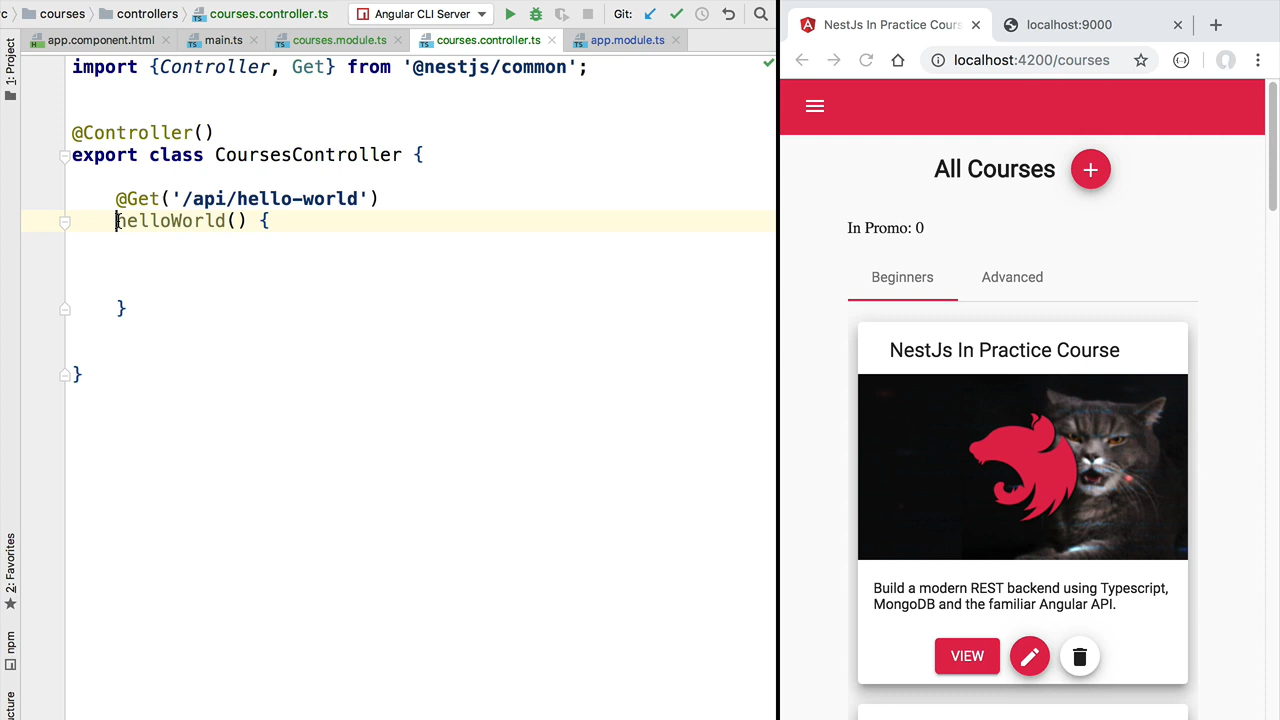 c courses controllers courses.controller.ts Angular CLI Server Git:
app.component.html main.ts courses.module.ts courses.controller.ts app.module.ts
1: Project
2: Favorites
npm
ucture
import {Controller, Get} from '@nestjs/common';
@Controller()
export class CoursesController {
@Get('/api/hello-world')
helloWorld() {
}
}
NestJs In Practice Cours
localhost:9000
localhost:4200/courses
All Courses
In Promo: 0
Beginners Advanced
NestJs In Practice Course
Build a modern REST backend using Typescript,
MongoDB and the familiar Angular API.
VIEW